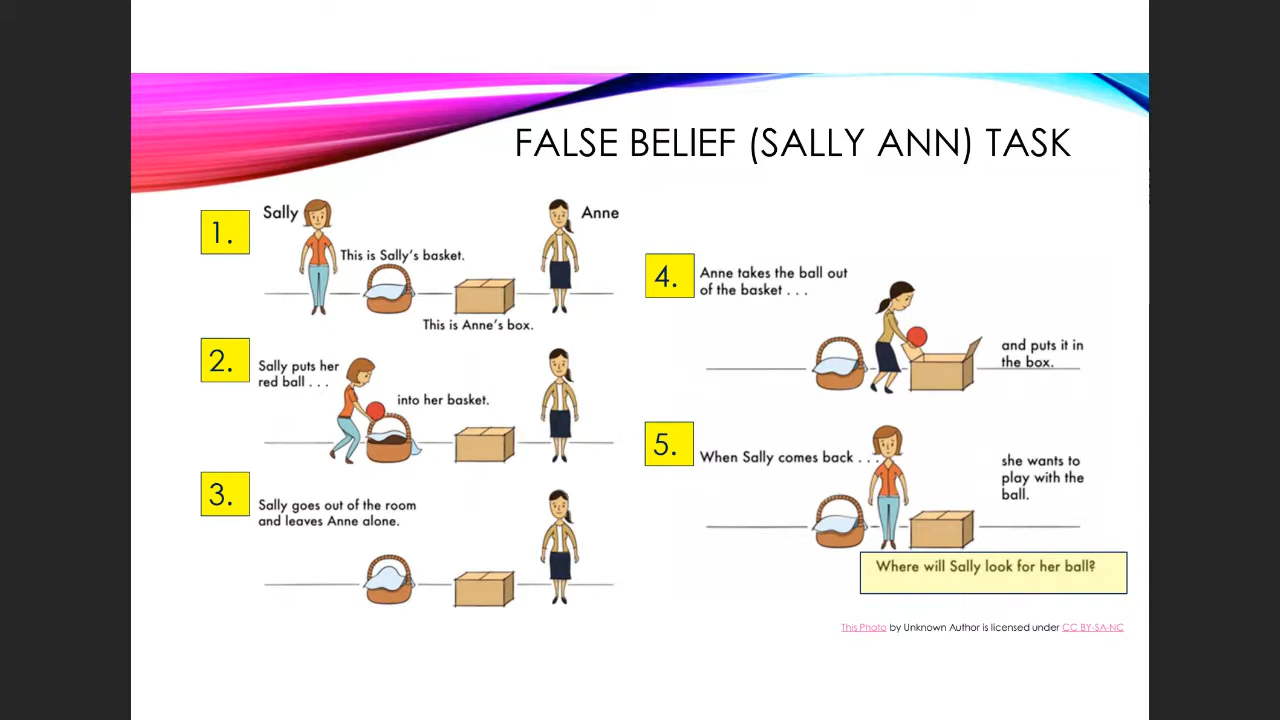 FALSE BELIEF (SALLY ANN) TASK
1.
Sally
Anne
This is Sally's basket.
This is Anne's box.
2.
Sally puts her
red ball . . .
into her basket.
3.
Sally goes out of the room
and leaves Anne alone.
4.
Anne takes the ball out
of the basket . . .
and puts it in
the box.
5.
When Sally comes back . . .
she wants to
play with the
ball.
Where will Sally look for her ball?
This Photo by Unknown Author is licensed under CC BY-SA-NC